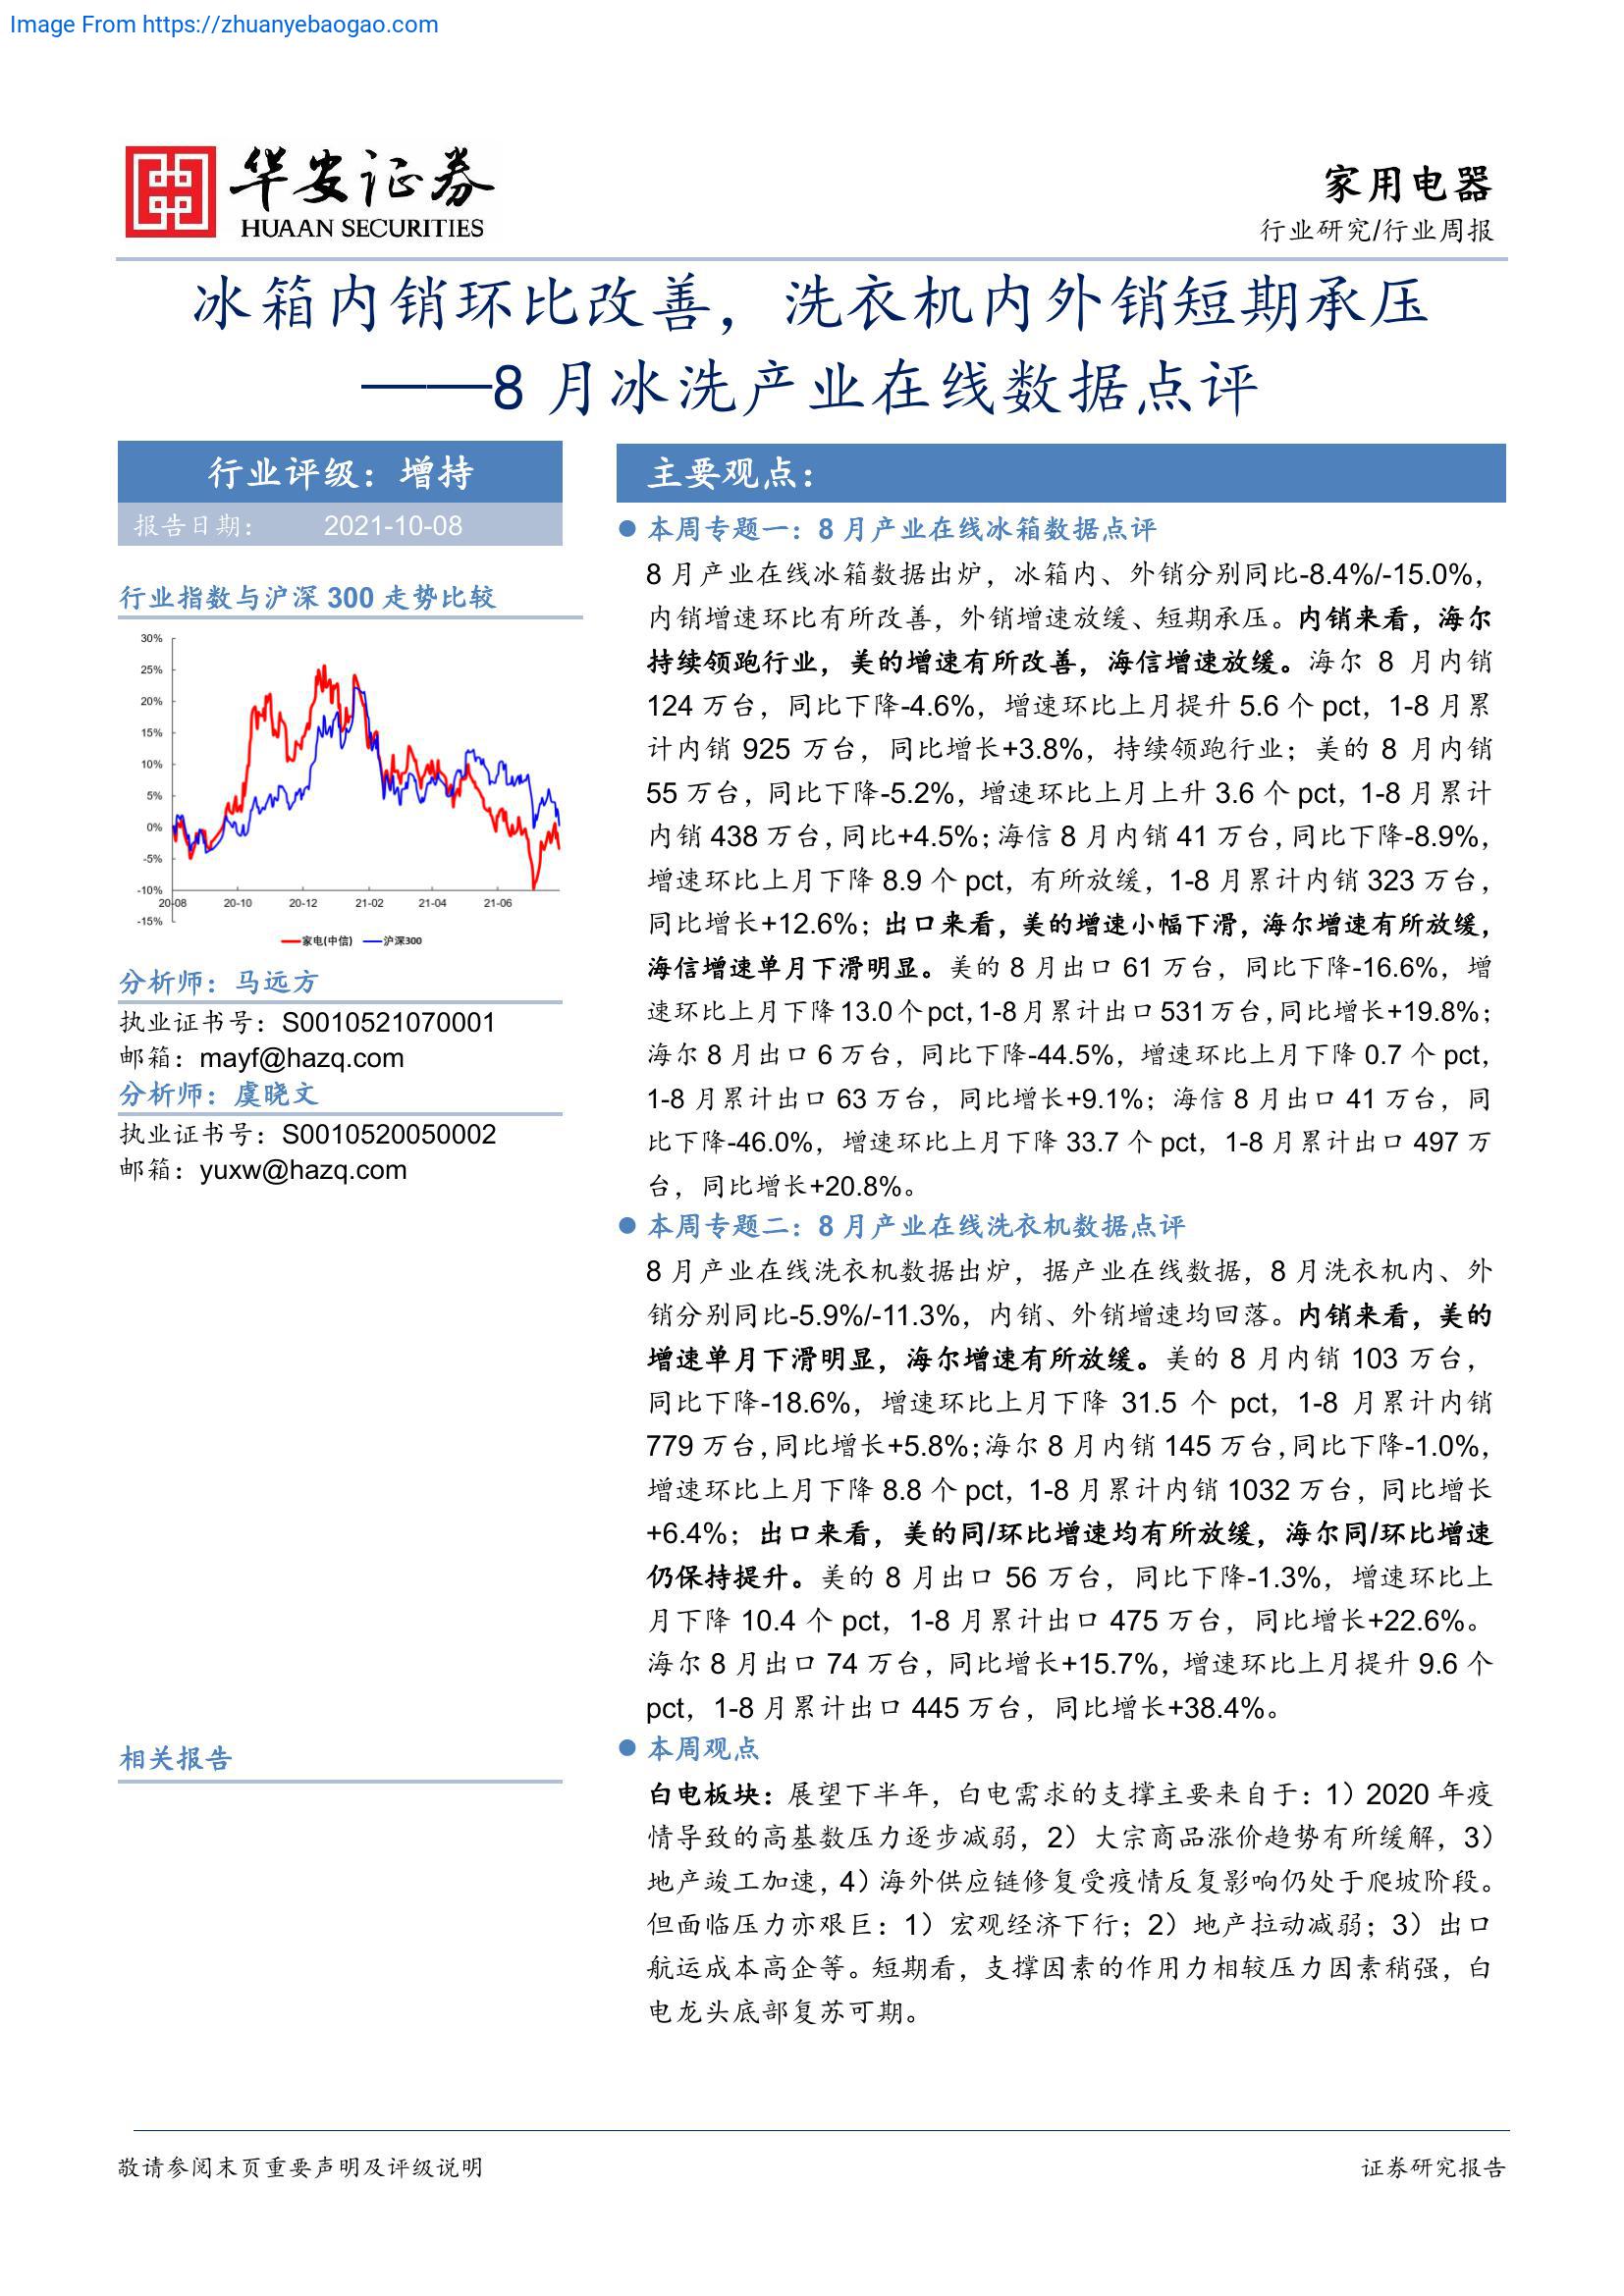 Image From https://zhuanyebaogao.com
华安证券
HUAAN SECURITIES
家用电器
行业研究/行业周报
冰箱内销环比改善，洗衣机内外销短期承压
——8 月冰洗产业在线数据点评
行业评级：增持
报告日期： 2021-10-08
行业指数与沪深 300 走势比较
30%
25%
20%
15%
10%
5%
0%
-5%
-10%
-15%
20-08 20-10 20-12 21-02 21-04 21-06
家电(中信) 沪深300
分析师：马远方
执业证书号：S0010521070001
邮箱：mayf@hazq.com
分析师：虞晓文
执业证书号：S0010520050002
邮箱：yuxw@hazq.com
相关报告
主要观点：
● 本周专题一：8 月产业在线冰箱数据点评
8 月产业在线冰箱数据出炉，冰箱内、外销分别同比-8.4%/-15.0%，
内销增速环比有所改善，外销增速放缓、短期承压。内销来看，海尔
持续领跑行业，美的增速有所改善，海信增速放缓。海尔 8 月内销
124 万台，同比下降-4.6%，增速环比上月提升 5.6 个 pct，1-8 月累
计内销 925 万台，同比增长+3.8%，持续领跑行业；美的 8 月内销
55 万台，同比下降-5.2%，增速环比上月上升 3.6 个 pct，1-8 月累计
内销 438 万台，同比+4.5%；海信 8 月内销 41 万台，同比下降-8.9%，
增速环比上月下降 8.9 个 pct，有所放缓，1-8 月累计内销 323 万台，
同比增长+12.6%；出口来看，美的增速小幅下滑，海尔增速有所放缓，
海信增速单月下滑明显。美的 8 月出口 61 万台，同比下降-16.6%，增
速环比上月下降 13.0 个 pct，1-8 月累计出口 531 万台，同比增长+19.8%；
海尔 8 月出口 6 万台，同比下降-44.5%，增速环比上月下降 0.7 个 pct，
1-8 月累计出口 63 万台，同比增长+9.1%；海信 8 月出口 41 万台，同
比下降-46.0%，增速环比上月下降 33.7 个 pct，1-8 月累计出口 497 万
台，同比增长+20.8%。
● 本周专题二：8 月产业在线洗衣机数据点评
8 月产业在线洗衣机数据出炉，据产业在线数据，8 月洗衣机内、外
销分别同比-5.9%/-11.3%，内销、外销增速均回落。内销来看，美的
增速单月下滑明显，海尔增速有所放缓。美的 8 月内销 103 万台，
同比下降-18.6%，增速环比上月下降 31.5 个 pct，1-8 月累计内销
779 万台，同比增长+5.8%；海尔 8 月内销 145 万台，同比下降-1.0%，
增速环比上月下降 8.8 个 pct，1-8 月累计内销 1032 万台，同比增长
+6.4%；出口来看，美的同/环比增速均有所放缓，海尔同/环比增速
仍保持提升。美的 8 月出口 56 万台，同比下降-1.3%，增速环比上
月下降 10.4 个 pct，1-8 月累计出口 475 万台，同比增长+22.6%。
海尔 8 月出口 74 万台，同比增长+15.7%，增速环比上月提升 9.6 个
pct，1-8 月累计出口 445 万台，同比增长+38.4%。
● 本周观点
白电板块：展望下半年，白电需求的支撑主要来自于：1）2020 年疫
情导致的高基数压力逐步减弱，2）大宗商品涨价趋势有所缓解，3）
地产竣工加速，4）海外供应链修复受疫情反复影响仍处于爬坡阶段。
但面临压力亦艰巨：1）宏观经济下行；2）地产拉动减弱；3）出口
航运成本高企等。短期看，支撑因素的作用力相较压力因素稍强，白
电龙头底部复苏可期。
敬请参阅末页重要声明及评级说明
证券研究报告